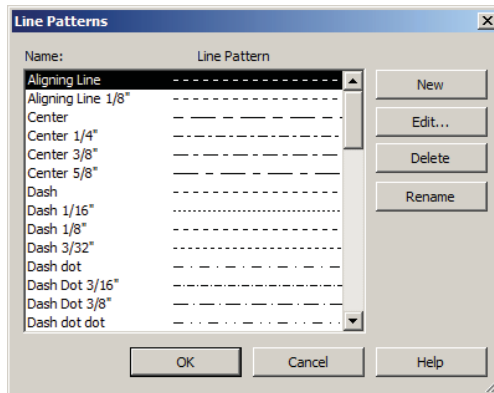 Line Patterns
Name: Line Pattern
Aligning Line
Aligning Line 1/8"
Center
Center 1/4"
Center 3/8"
Center 5/8"
Dash
Dash 1/16"
Dash 1/8"
Dash 3/32"
Dash dot
Dash Dot 3/16"
Dash Dot 3/8"
Dash dot dot
New
Edit...
Delete
Rename
OK Cancel Help